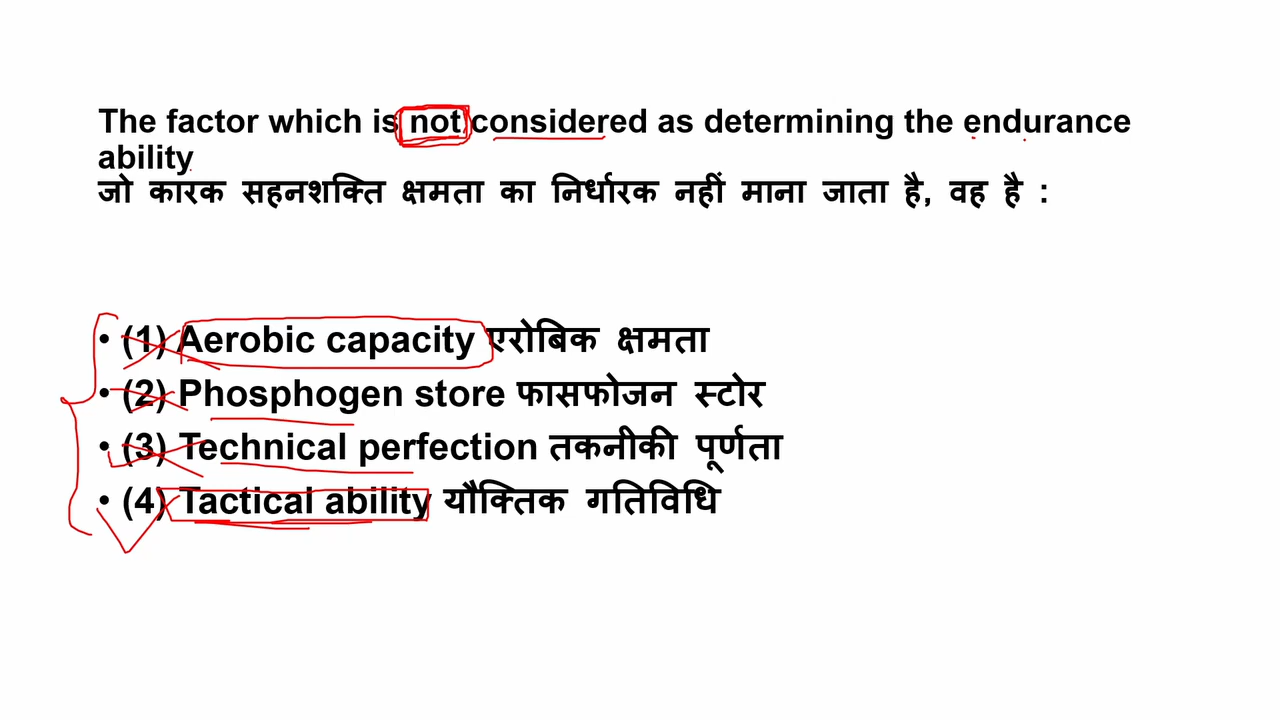 The factor which is not considered as determining the endurance
ability
जो कारक सहनशक्ति क्षमता का निर्धारक नहीं माना जाता है, वह है :
• (1) Aerobic capacity एरोबिक क्षमता
• (2) Phosphogen store फासफोजन स्टोर
• (3) Technical perfection तकनीकी पूर्णता
• (4) Tactical ability यौक्तिक गतिविधि